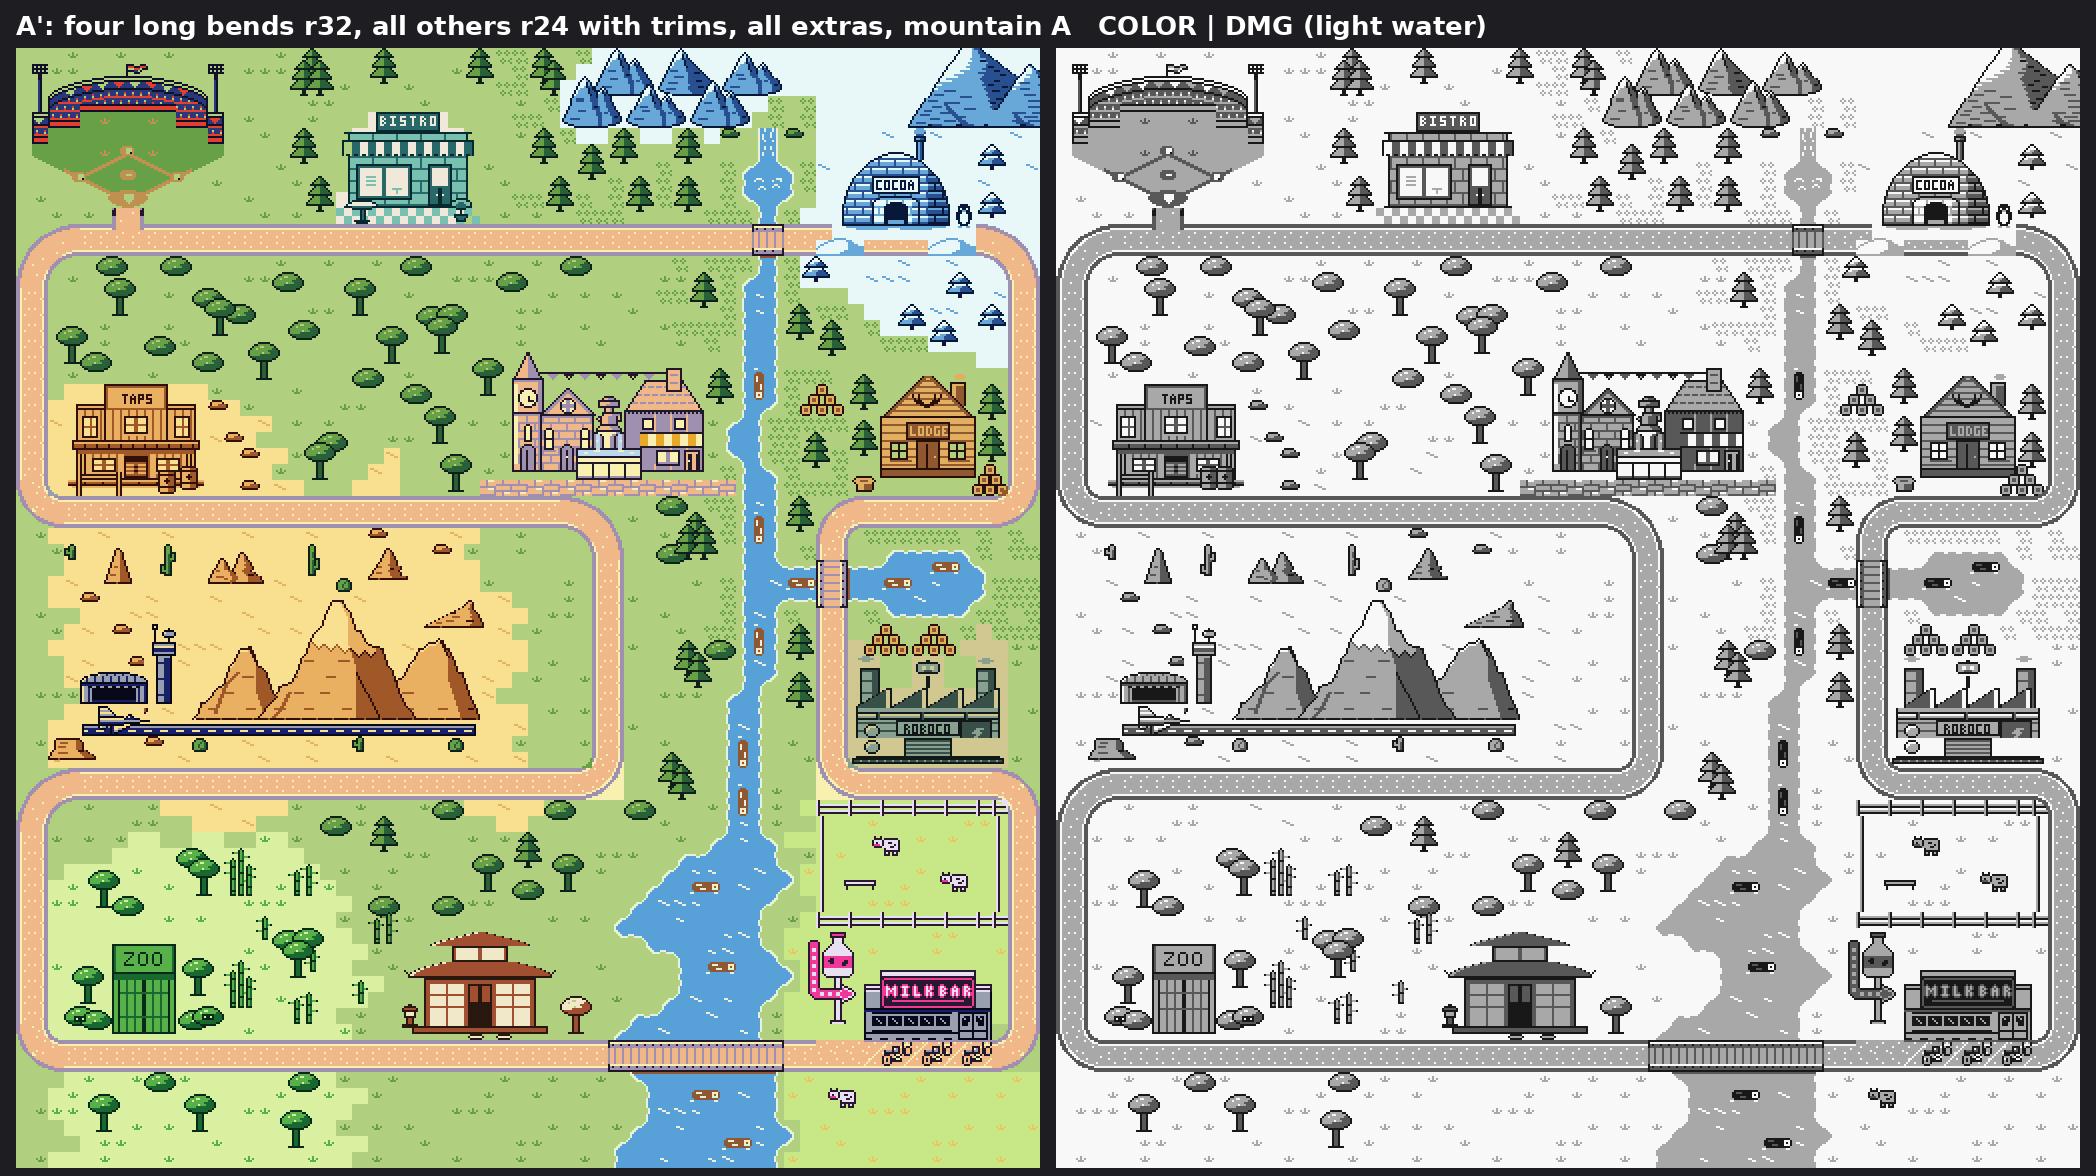 A': four long bends r32, all others r24 with trims, all extras, mountain A COLOR | DMG (light water)
BISTRO
COCOA
TAPS
LODGE
ROBOCO
ZOO
MILKBAR
BISTRO
COCOA
TAPS
LODGE
ROBOCO
ZOO
MILKBAR